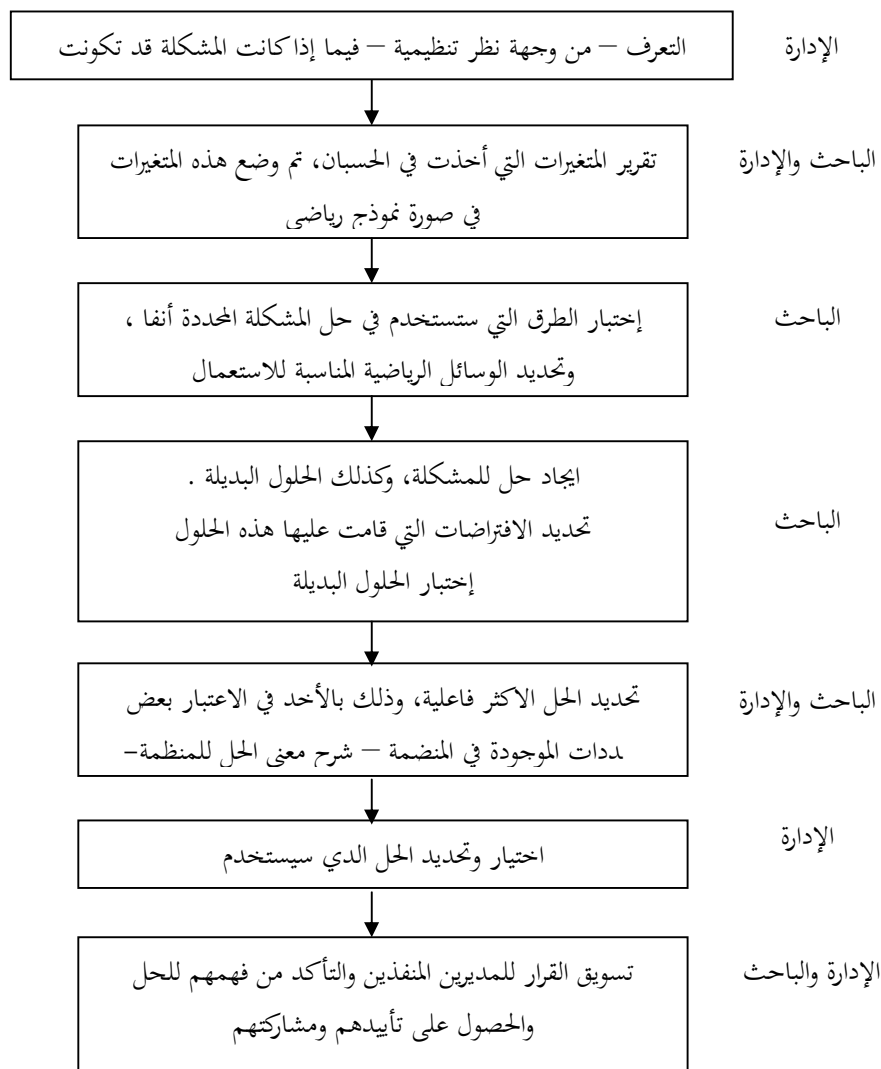 الإدارة
التعرف – من وجهة نظر تنظيمية – فيما إذا كانت المشكلة قد تكونت
الباحث والإدارة
تقرير المتغيرات التي أخذت في الحسبان، تم وضع هذه المتغيرات
في صورة نموذج رياضي
الباحث
إختبار الطرق التي ستستخدم في حل المشكلة المحددة أنفا ،
وتحديد الوسائل الرياضية المناسبة للاستعمال
الباحث
ايجاد حل للمشكلة، وكذلك الحلول البديلة .
تحديد الافتراضات التي قامت عليها هذه الحلول
إختبار الحلول البديلة
الباحث والإدارة
تحديد الحل الاكثر فاعلية، وذلك بالأخد في الاعتبار بعض
الموجودة في المنضمة – شرح معنى الحل للمنظمة–
الإدارة
اختيار وتحديد الحل الدي سيستخدم
الإدارة والباحث
تسويق القرار للمديرين المنفذين والتأكد من فهمهم للحل
والحصول على تأييدهم ومشاركتهم